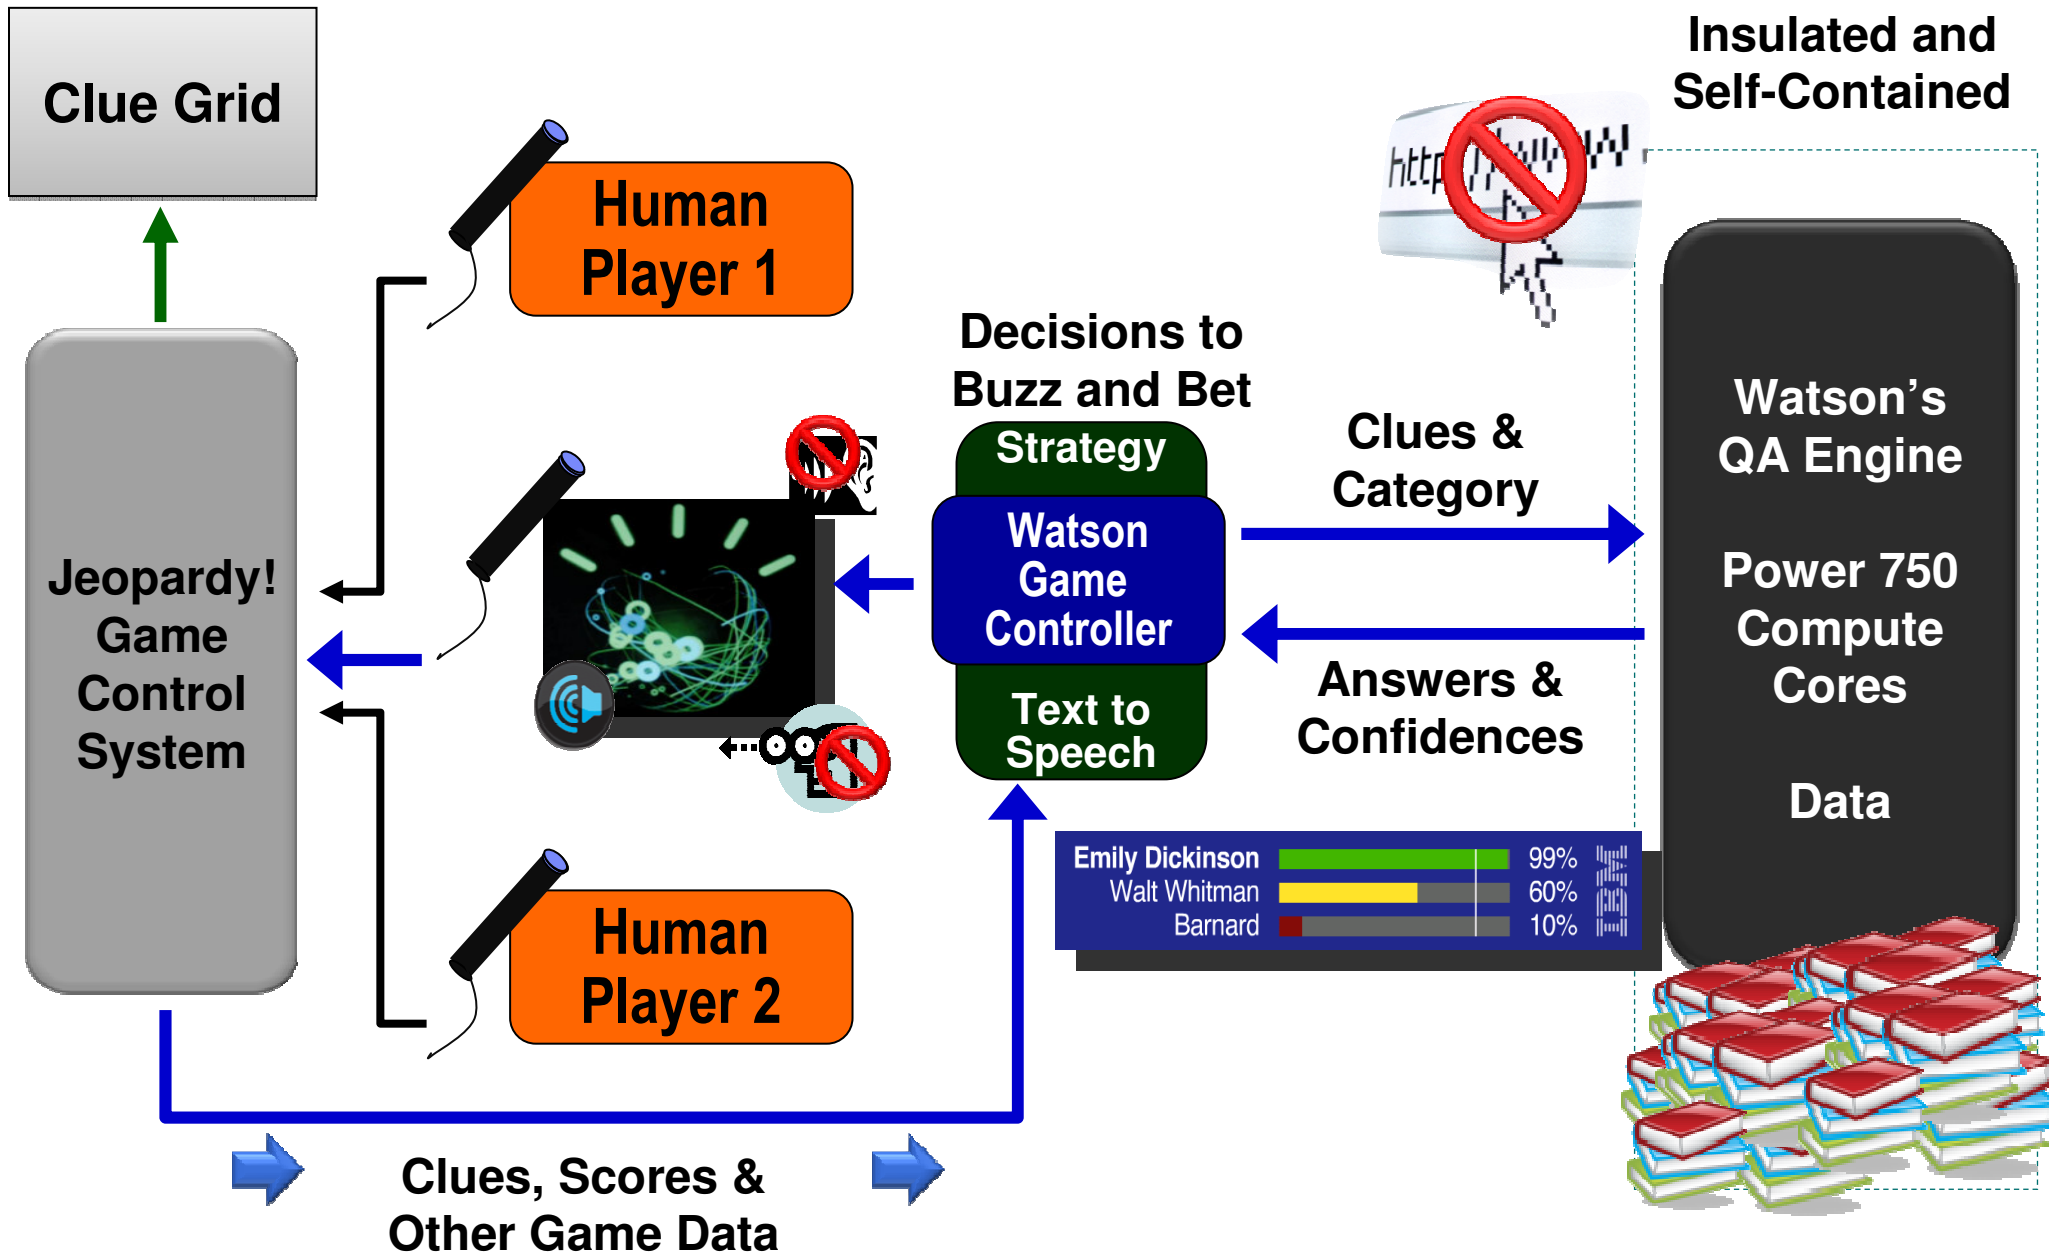 Clue Grid
Human
Player 1
Insulated and
Self-Contained
http://www
Decisions to
Buzz and Bet
Strategy
Watson
Game
Controller
Text to
Speech
Clues &
Category
Answers &
Confidences
Watson's
QA Engine
Power 750
Compute
Cores
Data
Jeopardy!
Game
Control
System
Emily Dickinson 99%
Walt Whitman 60%
Barnard 10%
IBM
Human
Player 2
Clues, Scores &
Other Game Data